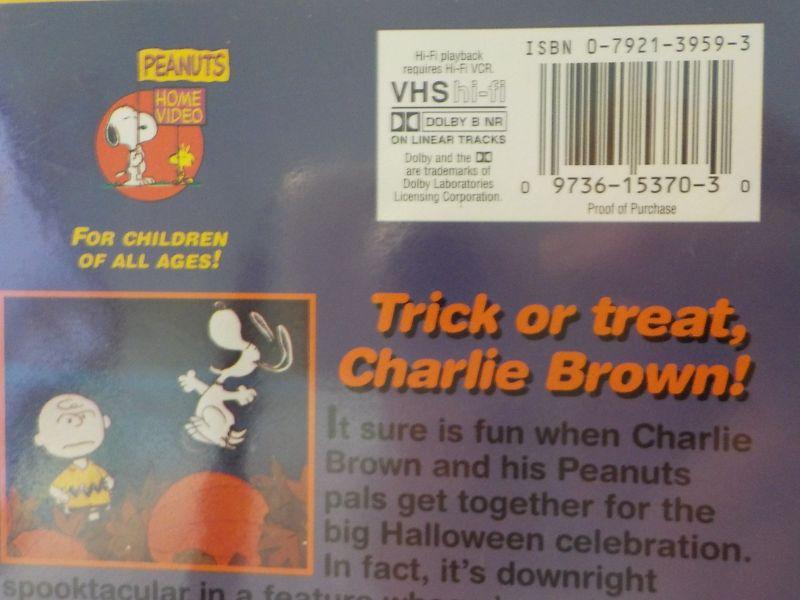 PEANUTS
HOME
VIDEO
FOR CHILDREN
OF ALL AGES!
Hi-Fi playback
requires Hi-Fi VCR.
VHS hi-fi
DOLBY B NR
ON LINEAR TRACKS
Dolby and the
are trademarks of
Dolby Laboratories
Licensing Corporation.
ISBN 0-7921-3959-3
0 9736-15370-3 0
Proof of Purchase
Trick or treat,
Charlie Brown!
It sure is fun when Charlie
Brown and his Peanuts
pals get together for the
big Halloween celebration.
In fact, it's downright
spooktacular in a feature